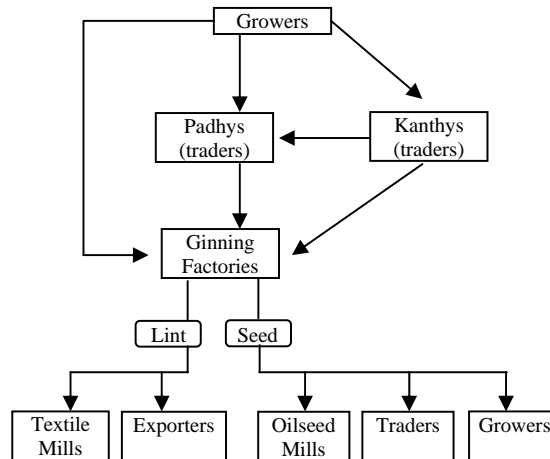 Growers
Padhys
(traders)
Kanthys
(traders)
Ginning
Factories
Lint
Seed
Textile
Mills
Exporters
Oilseed
Mills
Traders
Growers